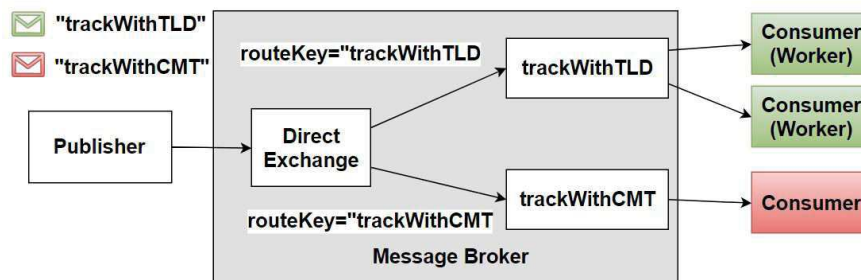 "trackWithTLD"
"trackWithCMT"
routeKey="trackWithTLD
Publisher
Direct
Exchange
trackWithTLD
trackWithCMT
routeKey="trackWithCMT
Message Broker
Consumer
(Worker)
Consumer
(Worker)
Consumer